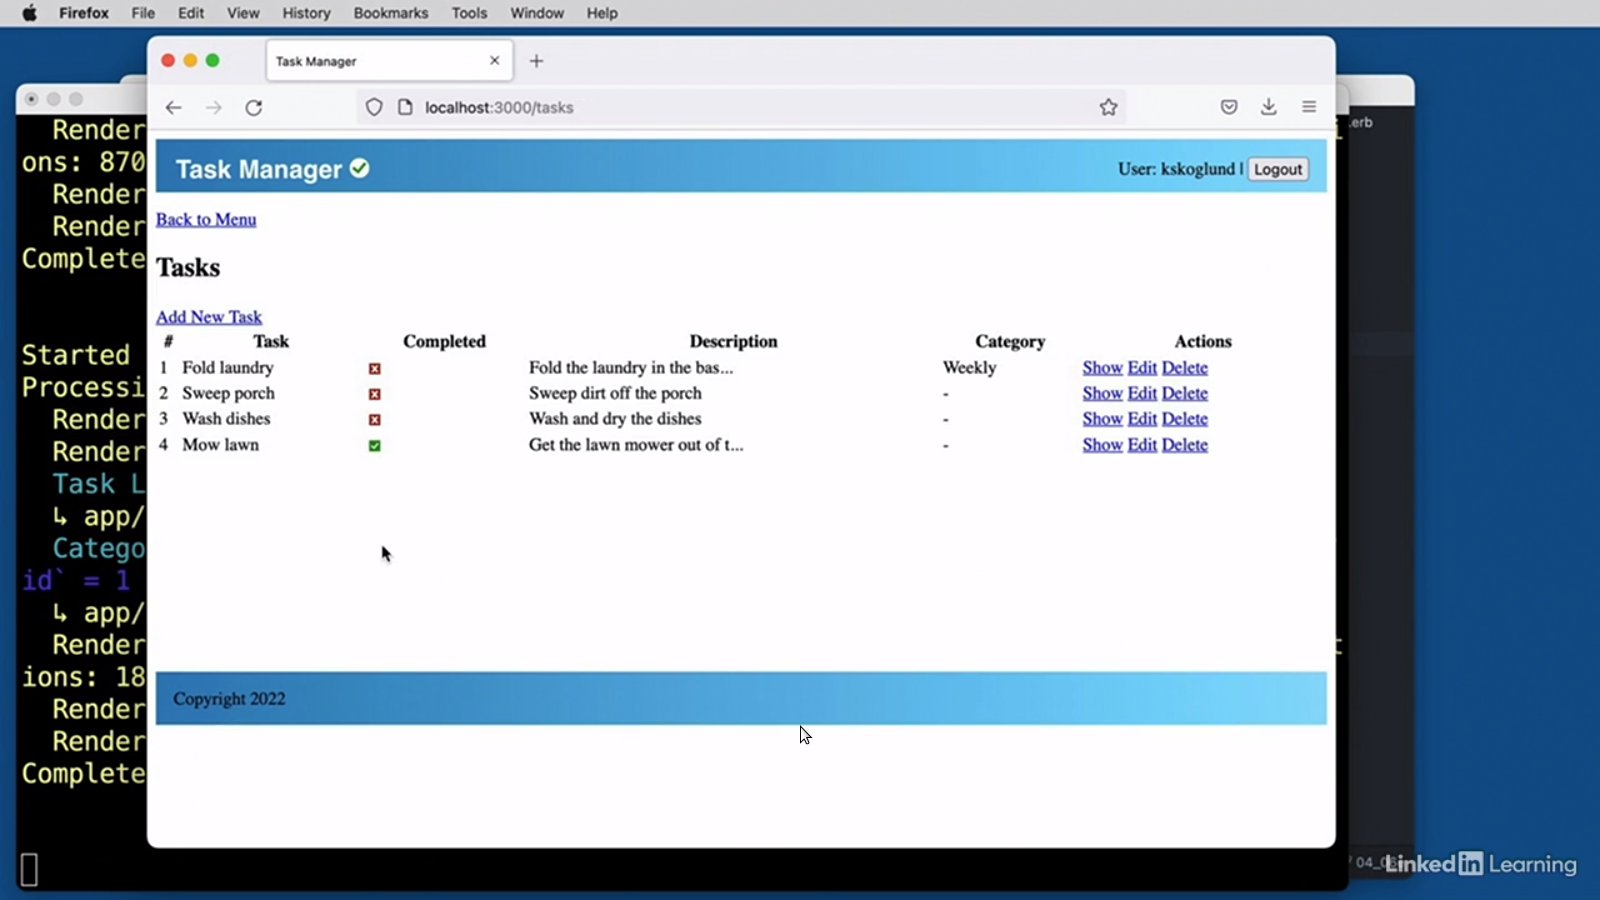 Firefox File Edit View History Bookmarks Tools Window Help
Task Manager
localhost:3000/tasks
.erb
Task Manager
User: kskoglund | Logout
Back to Menu
Tasks
Add New Task
# Task Completed Description Category Actions
1 Fold laundry Fold the laundry in the bas... Weekly Show Edit Delete
2 Sweep porch Sweep dirt off the porch - Show Edit Delete
3 Wash dishes Wash and dry the dishes - Show Edit Delete
4 Mow lawn Get the lawn mower out of t... - Show Edit Delete
Copyright 2022
Render
ons: 870
Render
Render
Complete
Started
Processi
Render
Render
Task L
↳ app/
Catego
id` = 1
↳ app/
Render
ions: 18
Render
Render
Complete
LinkedIn Learning